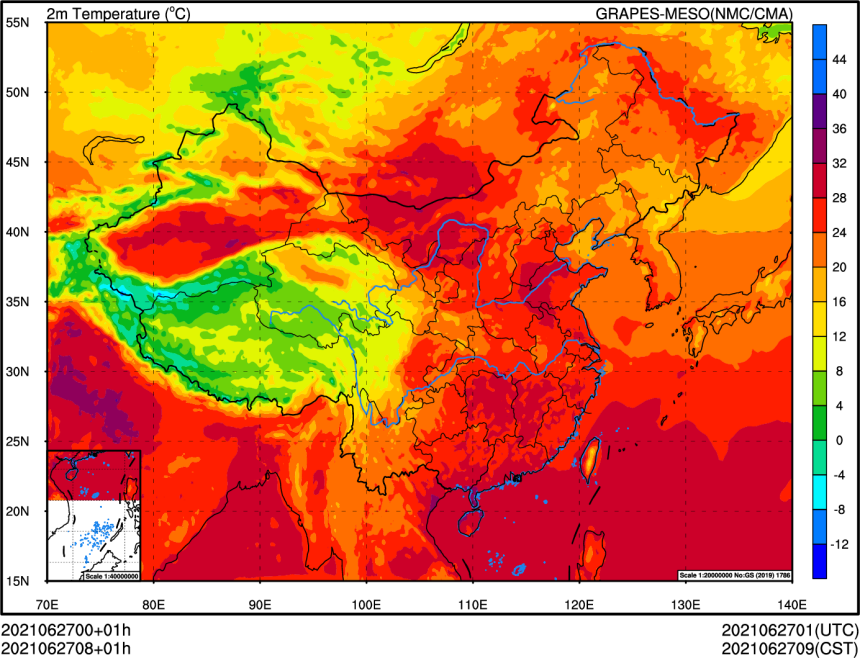 2m Temperature (°C) GRAPES-MESO(NMC/CMA)
55N
50N
45N
40N
35N
30N
25N
20N
15N
70E 80E 90E 100E 110E 120E 130E 140E
44
40
36
32
28
24
20
16
12
8
4
0
-4
-8
-12
Scale 1:40000000
Scale 1:20000000 No:GS (2019) 1786
2021062700+01h 2021062701(UTC)
2021062708+01h 2021062709(CST)